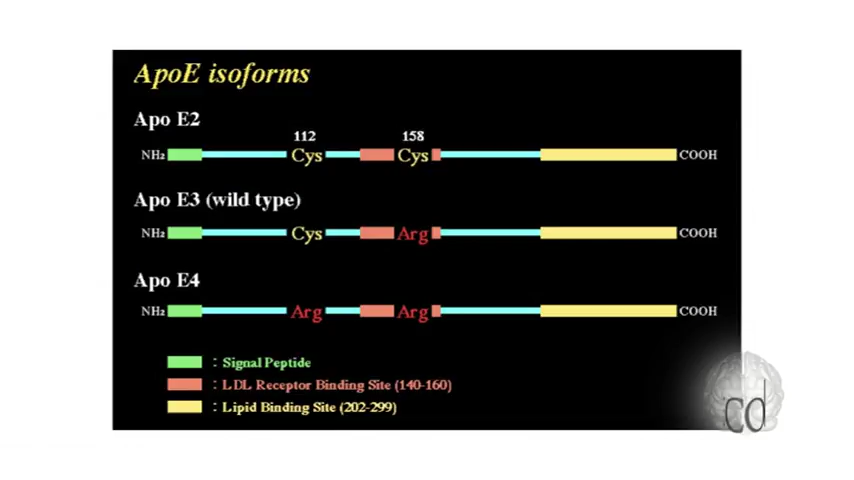 ApoE isoforms
Apo E2
112 158
NH₂ Cys Cys COOH
Apo E3 (wild type)
NH₂ Cys Arg COOH
Apo E4
NH₂ Arg Arg COOH
: Signal Peptide
: LDL Receptor Binding Site (140-160)
: Lipid Binding Site (202-299)
cd